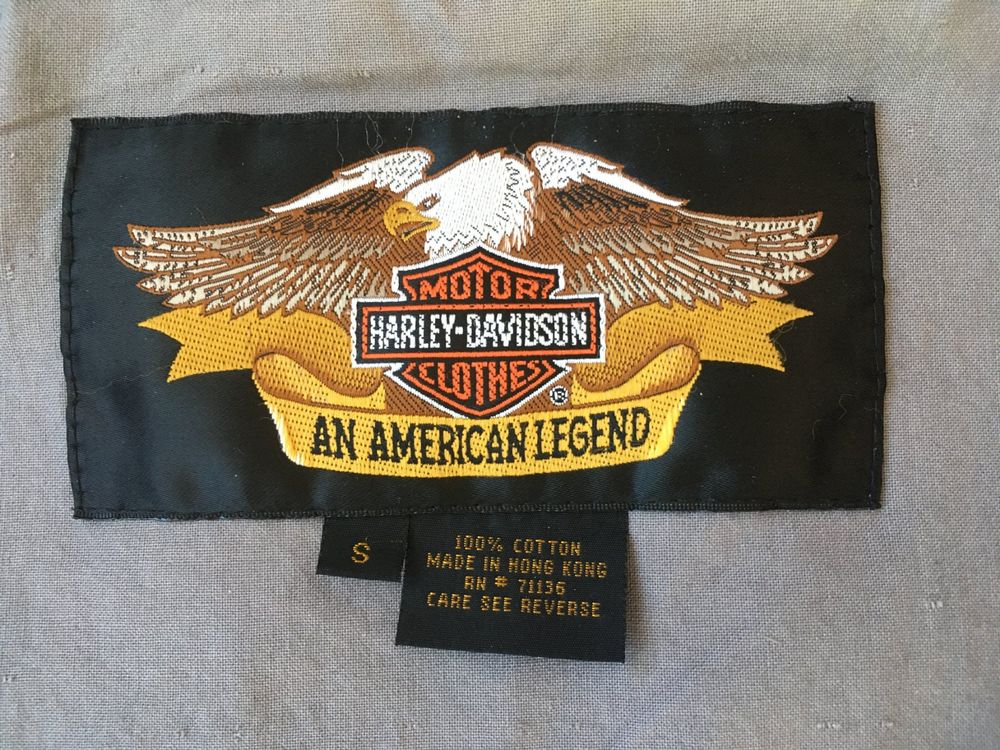 MOTOR
HARLEY-DAVIDSON
CLOTHES
®
AN AMERICAN LEGEND
S
100% COTTON
MADE IN HONG KONG
RN # 71136
CARE SEE REVERSE